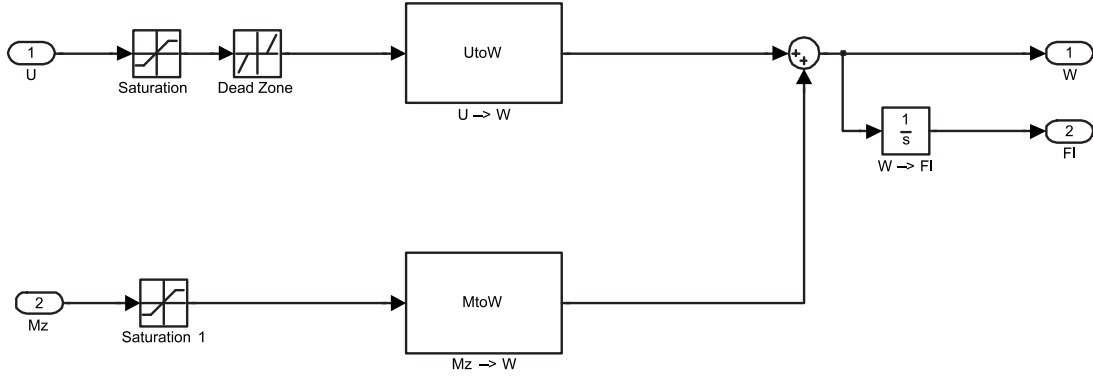 1
U
Saturation
Dead Zone
UtoW
U –> W
+
+
1
W
1
s
W –> FI
2
FI
2
Mz
Saturation 1
MtoW
Mz –> W